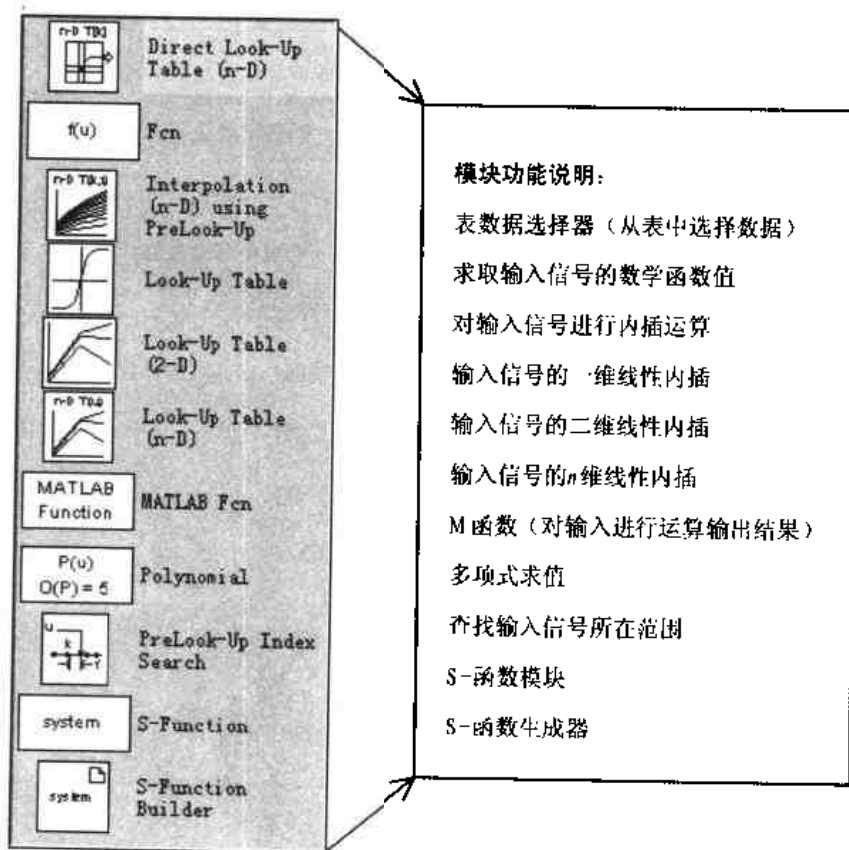 n-D T[k]
Direct Look-Up
Table (n-D)
f(u)
Fcn
n-D T(k,f)
Interpolation
(n-D) using
PreLook-Up
Look-Up Table
Look-Up Table
(2-D)
n-D T(u)
Look-Up Table
(n-D)
MATLAB
Function
MATLAB Fcn
P(u)
O(P) = 5
Polynomial
u
k
PreLook-Up Index
Search
system
S-Function
system
S-Function
Builder
模块功能说明:
表数据选择器（从表中选择数据）
求取输入信号的数学函数值
对输入信号进行内插运算
输入信号的一维线性内插
输入信号的二维线性内插
输入信号的n维线性内插
M函数（对输入进行运算输出结果）
多项式求值
查找输入信号所在范围
S-函数模块
S-函数生成器